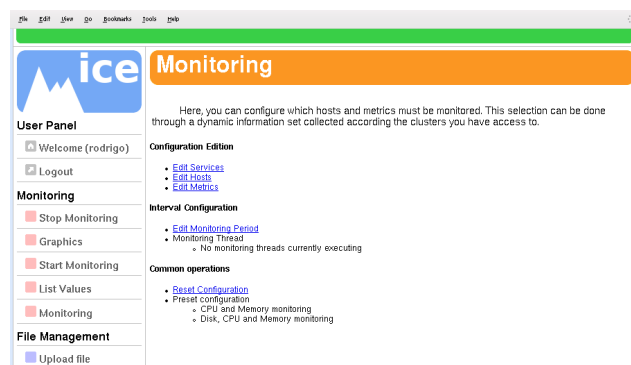 File Edit View Go Bookmarks Tools Help
ice
Monitoring
User Panel
Welcome (rodrigo)
Logout
Monitoring
Stop Monitoring
Graphics
Start Monitoring
List Values
Monitoring
File Management
Upload file
Here, you can configure which hosts and metrics must be monitored. This selection can be done
through a dynamic information set collected according the clusters you have access to.
Configuration Edition
Edit Services
Edit Hosts
Edit Metrics
Interval Configuration
Edit Monitoring Period
Monitoring Thread
No monitoring threads currently executing
Common operations
Reset Configuration
Preset configuration
CPU and Memory monitoring
Disk, CPU and Memory monitoring